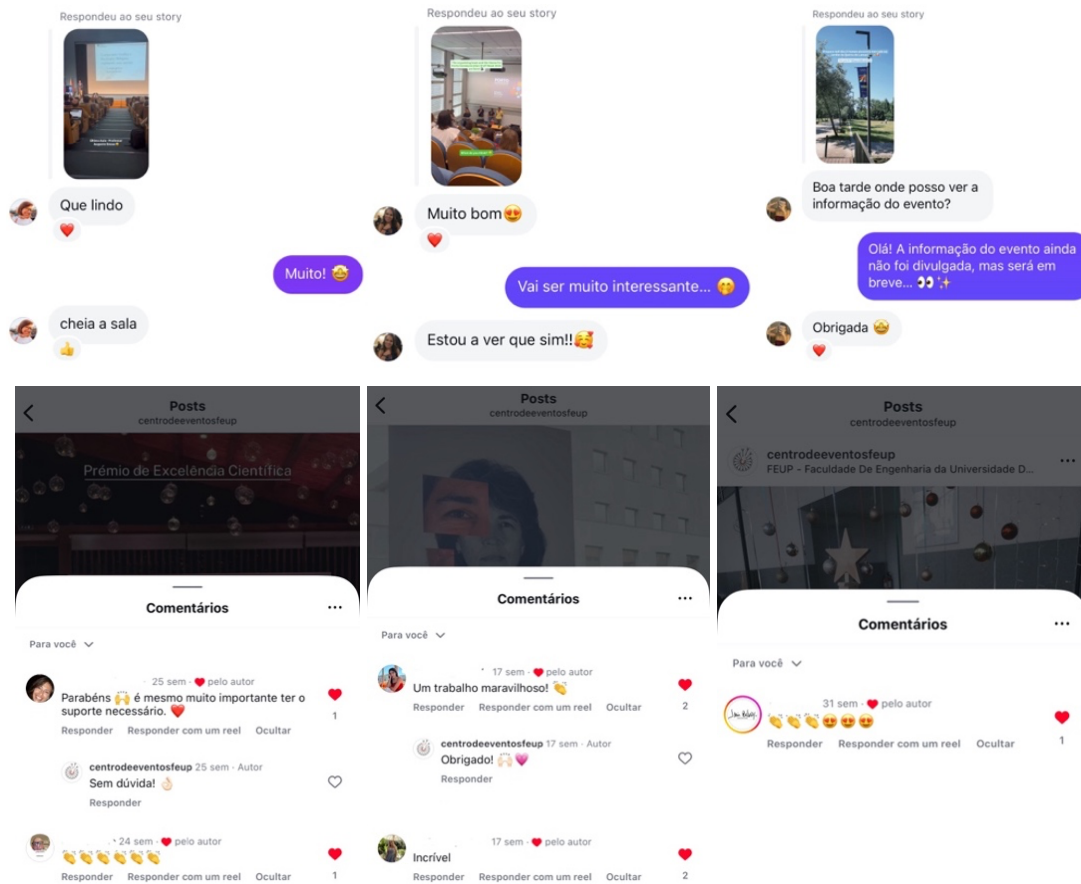 Respondeu ao seu story
Que lindo
❤️
Muito! 🤩
cheia a sala
👍
Respondeu ao seu story
Muito bom😍
❤️
Vai ser muito interessante... 🤭
Estou a ver que sim!!🥰
Respondeu ao seu story
Boa tarde onde posso ver a
informação do evento?
Olá! A informação do evento ainda
não foi divulgada, mas será em
breve... 👀✨
Obrigada 🤩
❤️
Posts
centrodeeventosfeup
Prémio de Excelência Científica
Comentários
Para você
25 sem · ❤️ pelo autor
Parabéns 🙌🏻 é mesmo muito importante ter o
suporte necessário. ❤️
1
Responder Responder com um reel Ocultar
centrodeeventosfeup 25 sem · Autor
Sem dúvida! 👌🏻
Responder
24 sem · ❤️ pelo autor
👏👏👏👏👏👏
Responder Responder com um reel Ocultar
1
Posts
centrodeeventosfeup
Comentários
Para você
17 sem · ❤️ pelo autor
Um trabalho maravilhoso! 👏
Responder Responder com um reel Ocultar
2
centrodeeventosfeup 17 sem · Autor
Obrigado! 🙌🏻💗
Responder
17 sem · ❤️ pelo autor
Incrível
Responder Responder com um reel Ocultar
2
Posts
centrodeeventosfeup
centrodeeventosfeup
FEUP - Faculdade De Engenharia da Universidade D...
Comentários
Para você
31 sem · ❤️ pelo autor
👏👏👏😍😍😍
Responder Responder com um reel Ocultar
1